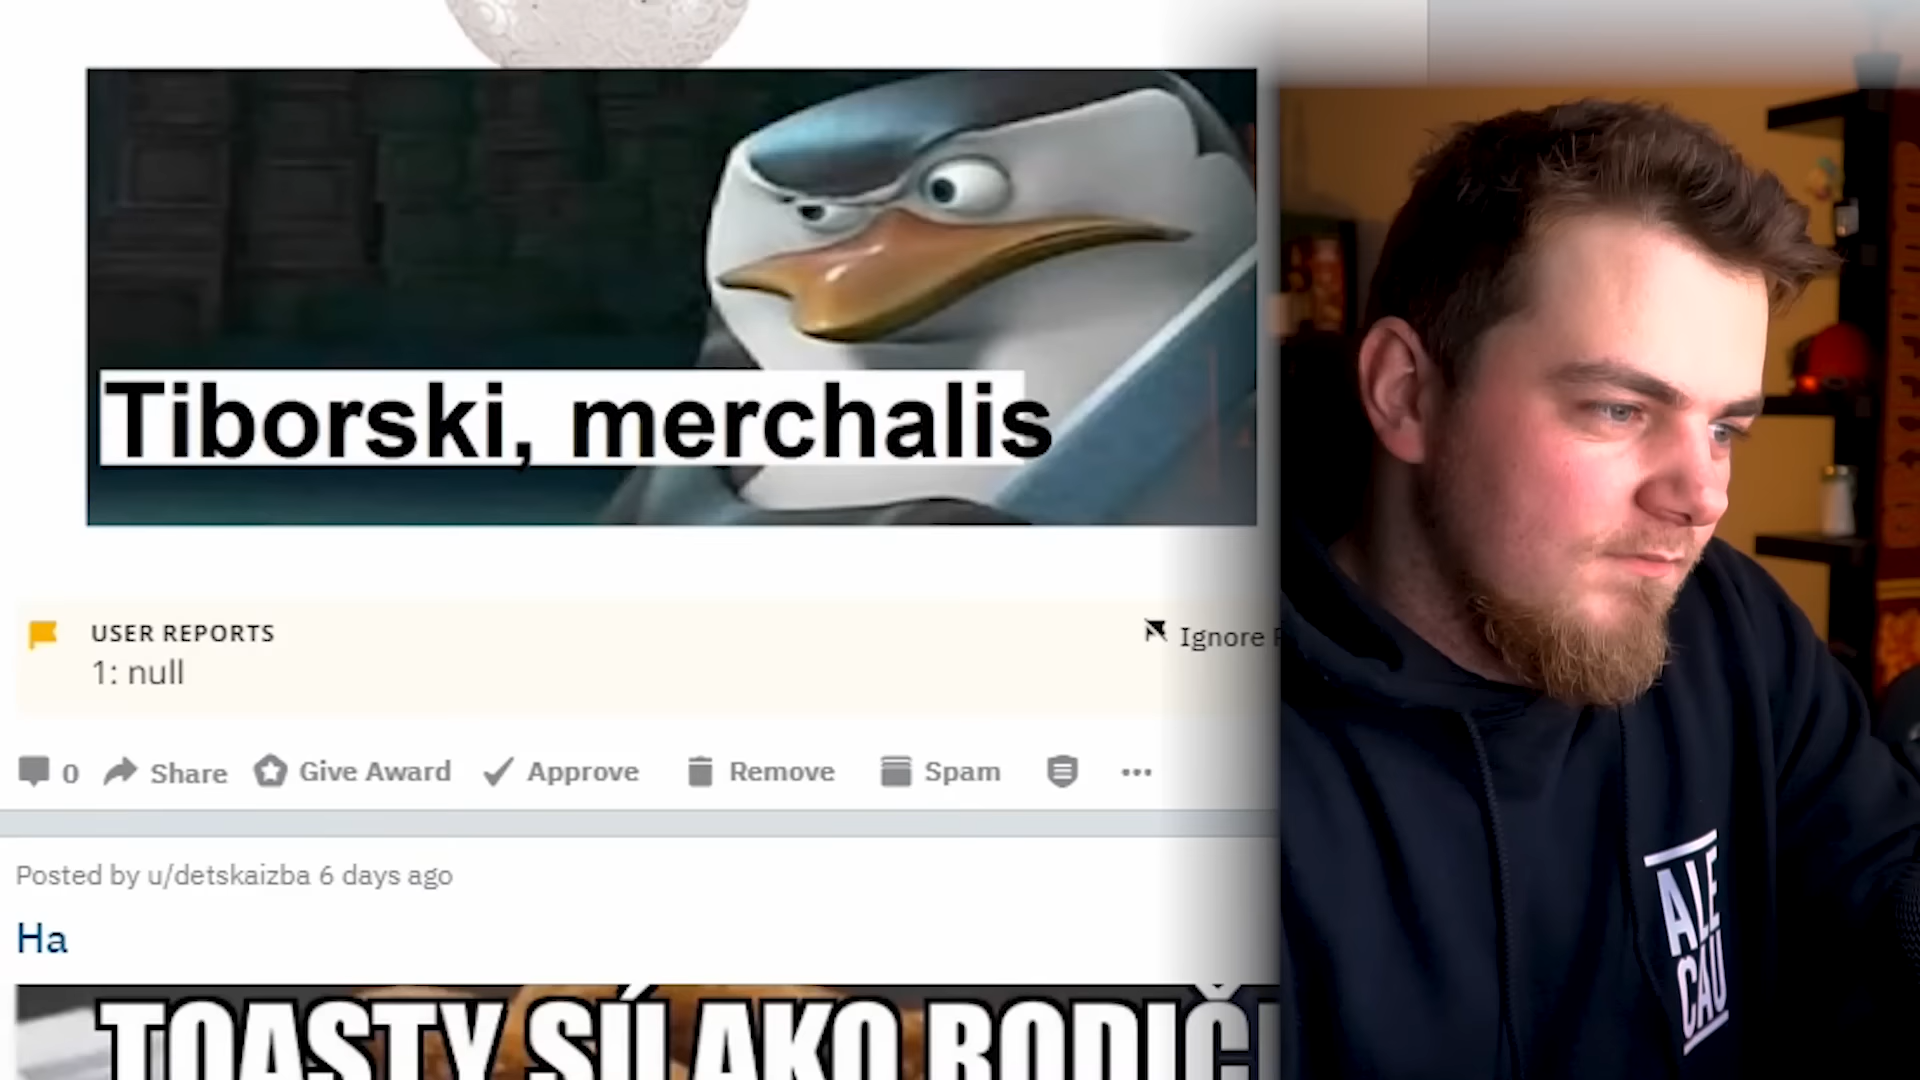 Tiborski, merchalis
USER REPORTS
Ignore
1: null
0 Share Give Award Approve Remove Spam
Posted by u/detskaizba 6 days ago
Ha
TOASTY SÚ AKO RODIČ
ALE
CAU